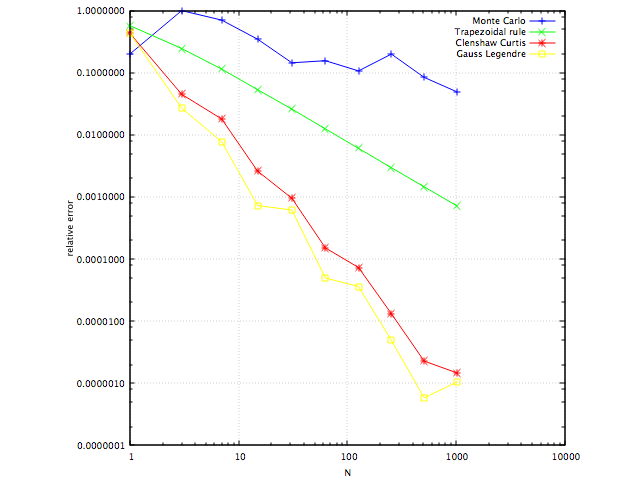 1.0000000
Monte Carlo
Trapezoidal rule
Clenshaw Curtis
Gauss Legendre
0.1000000
0.0100000
0.0010000
relative error
0.0001000
0.0000100
0.0000010
0.0000001
1
10
100
1000
10000
N